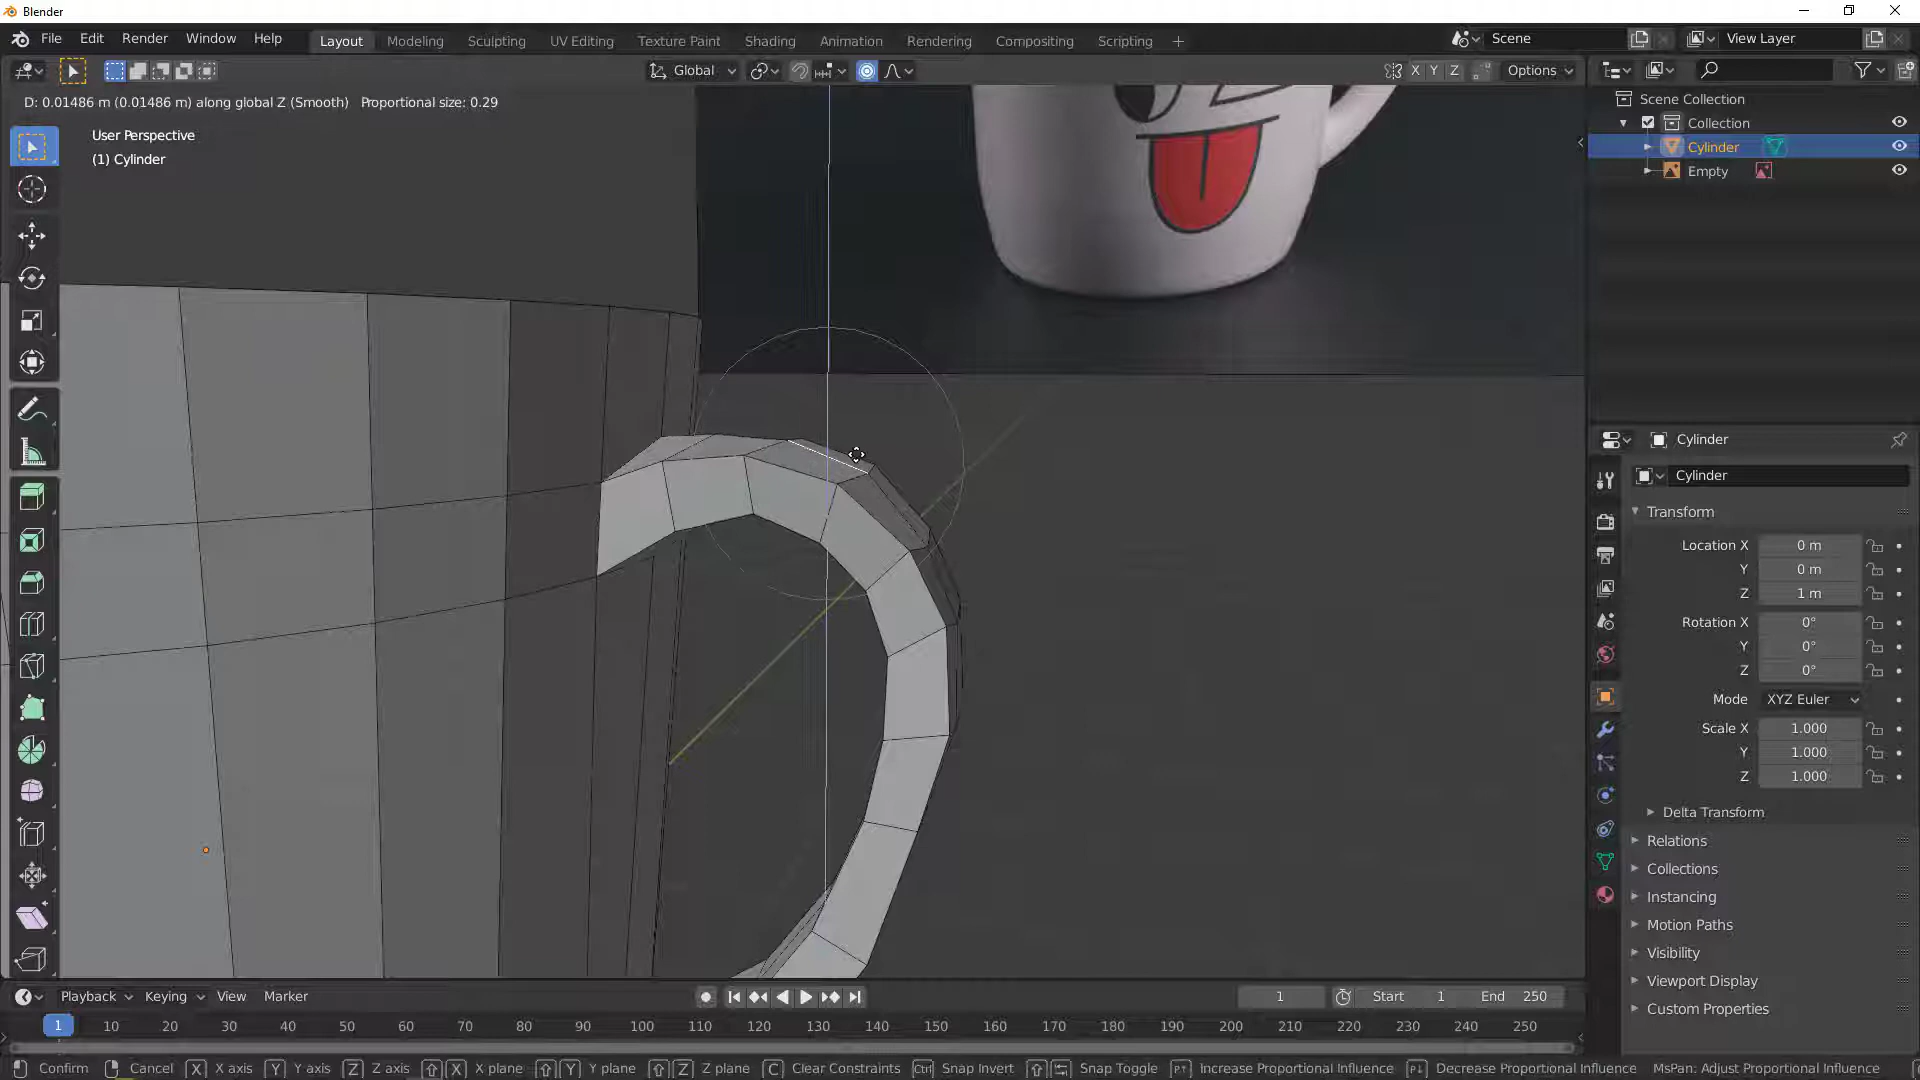 Blender
File Edit Render Window Help Layout Modeling Sculpting UV Editing Texture Paint Shading Animation Rendering Compositing Scripting + Scene View Layer
Global X Y Z Options
D: 0.01486 m (0.01486 m) along global Z (Smooth) Proportional size: 0.29
User Perspective
(1) Cylinder
Scene Collection
Collection
Cylinder
Empty
Cylinder
Cylinder
Transform
Location X 0 m
Y 0 m
Z 1 m
Rotation X 0°
Y 0°
Z 0°
Mode XYZ Euler
Scale X 1.000
Y 1.000
Z 1.000
Delta Transform
Relations
Collections
Instancing
Motion Paths
Visibility
Viewport Display
Custom Properties
Playback Keying View Marker 1 Start 1 End 250
1 10 20 30 40 50 60 70 80 90 100 110 120 130 140 150 160 170 180 190 200 210 220 230 240 250
Confirm Cancel X X axis Y Y axis Z Z axis X X plane Y Y plane Z Z plane C Clear Constraints Ctrl Snap Invert Snap Toggle Increase Proportional Influence Decrease Proportional Influence MsPan: Adjust Proportional Influence